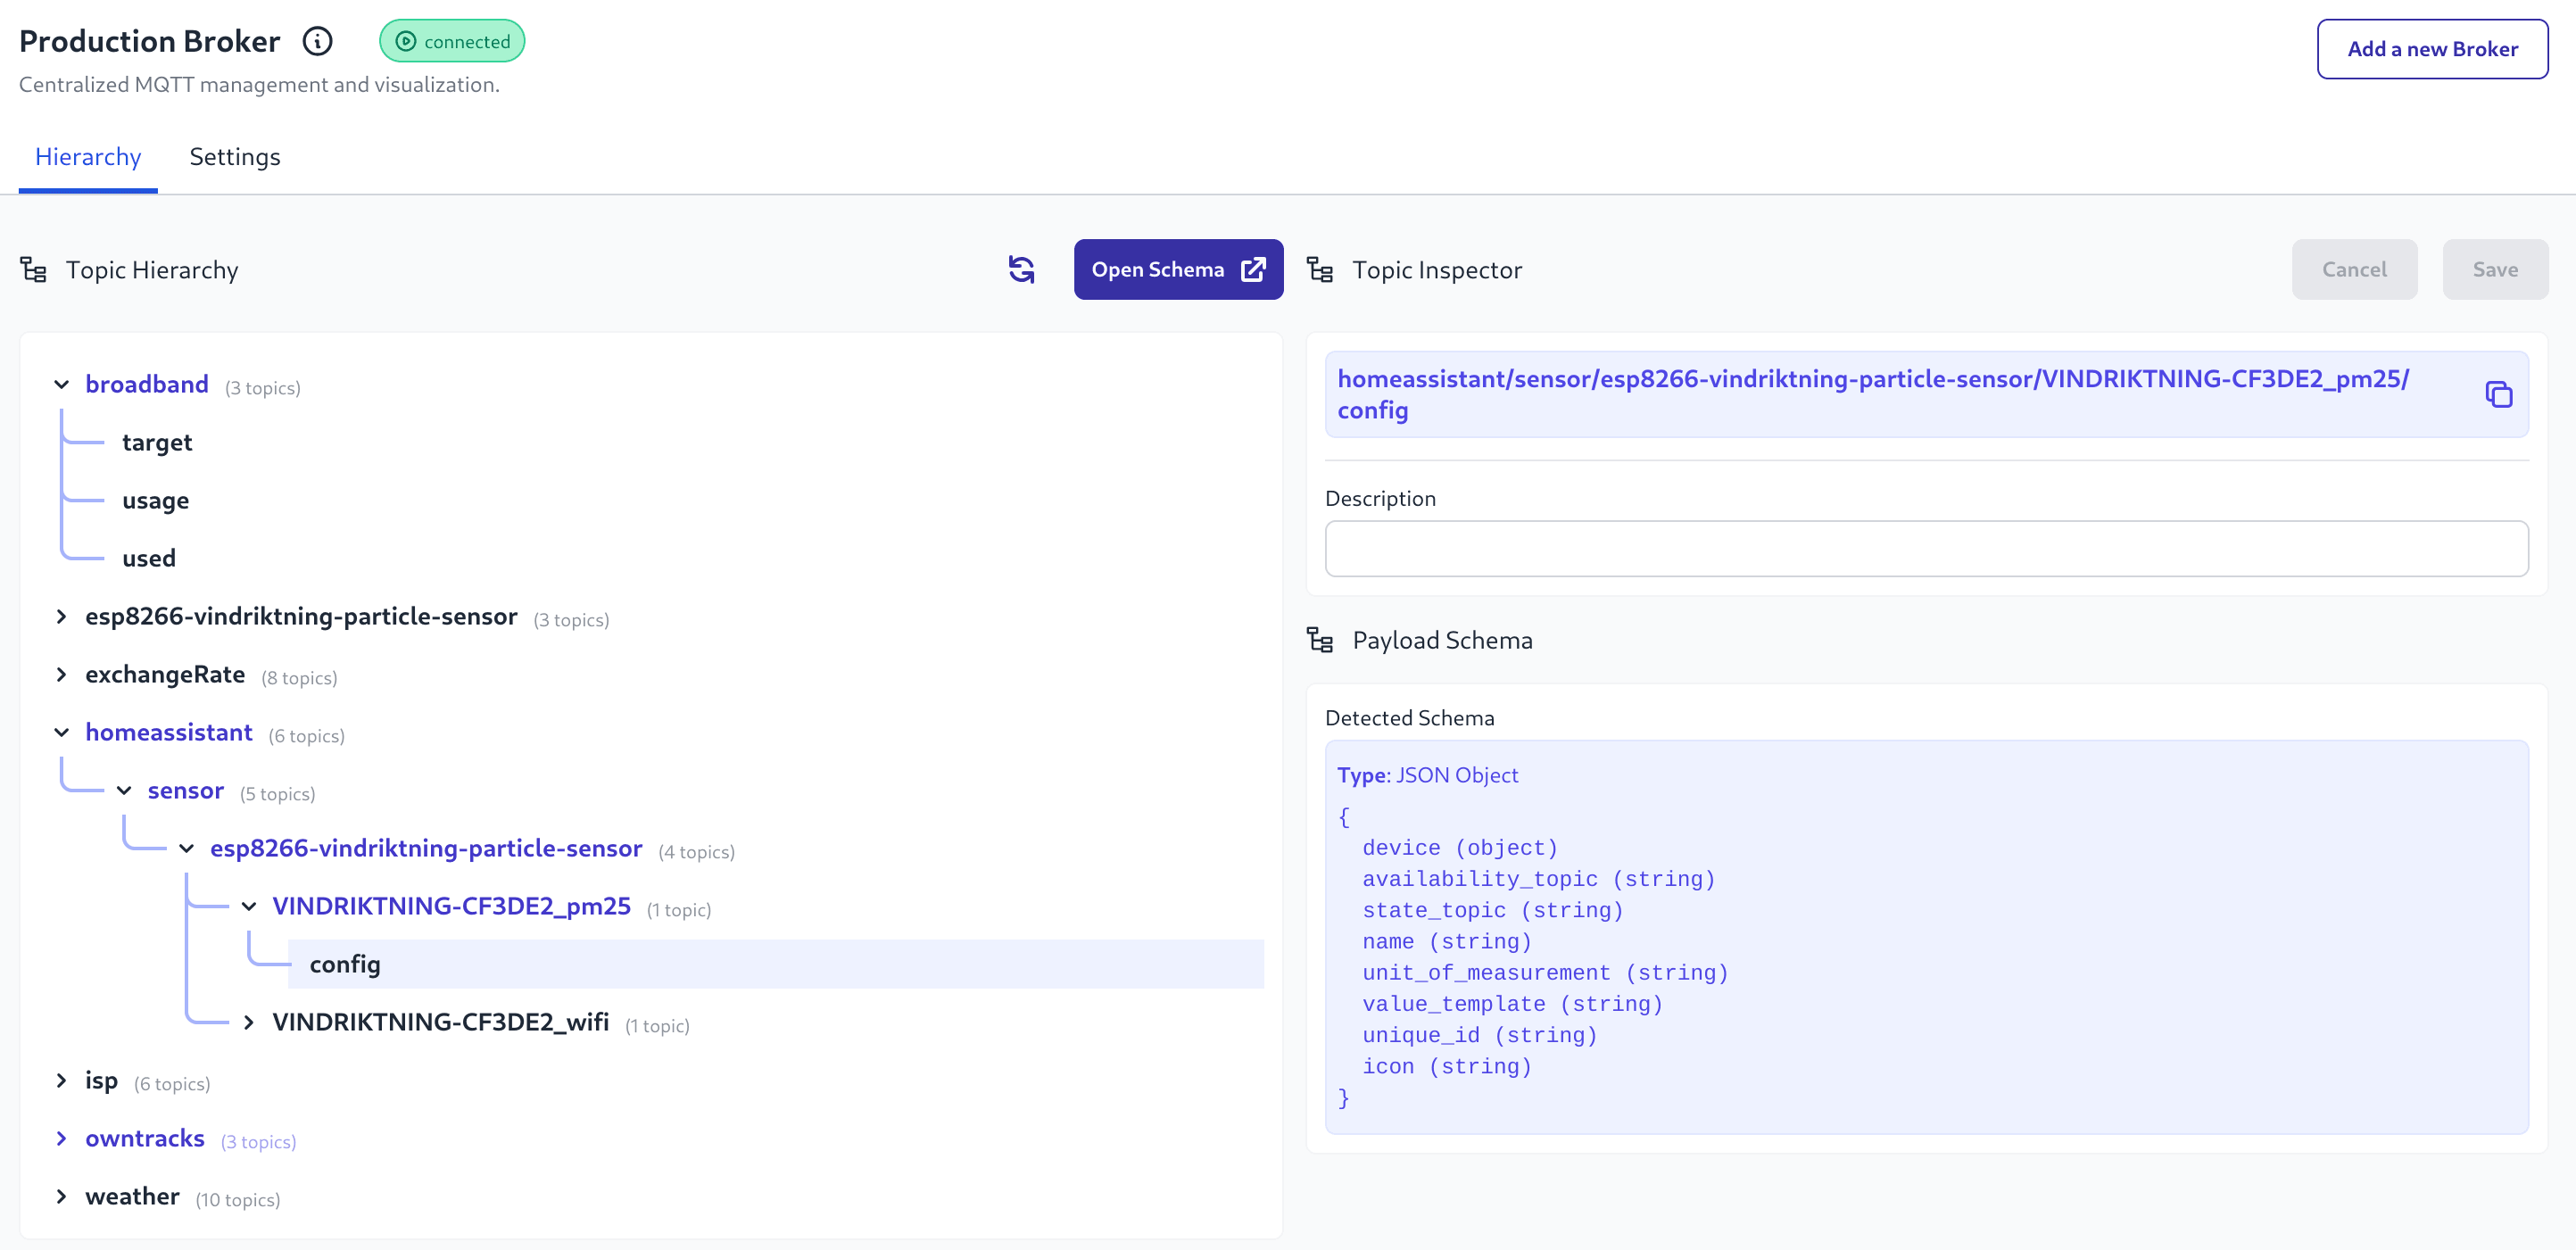 Production Broker
connected
Centralized MQTT management and visualization.
Add a new Broker
Hierarchy
Settings
Topic Hierarchy
Open Schema
broadband (3 topics)
target
usage
used
esp8266-vindriktning-particle-sensor (3 topics)
exchangeRate (8 topics)
homeassistant (6 topics)
sensor (5 topics)
esp8266-vindriktning-particle-sensor (4 topics)
VINDRIKTNING-CF3DE2_pm25 (1 topic)
config
VINDRIKTNING-CF3DE2_wifi (1 topic)
isp (6 topics)
owntracks (3 topics)
weather (10 topics)
Topic Inspector
Cancel
Save
homeassistant/sensor/esp8266-vindriktning-particle-sensor/VINDRIKTNING-CF3DE2_pm25/
config
Description
Payload Schema
Detected Schema
Type: JSON Object
{
device (object)
availability_topic (string)
state_topic (string)
name (string)
unit_of_measurement (string)
value_template (string)
unique_id (string)
icon (string)
}